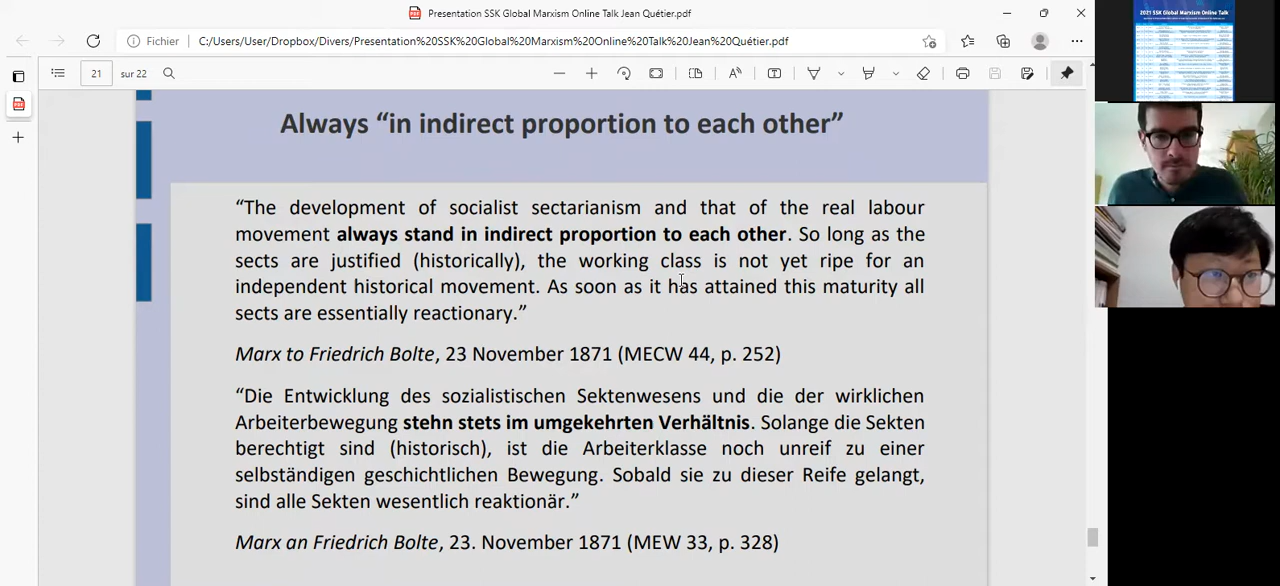 Presentation SSK Global Marxism Online Talk Jean Quétier.pdf
Fichier
C:/Users/User/Dropbox/Divers/Presentation%20SSK%20Global%20Marxism%20Online%20Talk%20Jean%20Quétier.pdf
21 sur 22
2021 SSK Global Marxism Online Talk
Always “in indirect proportion to each other”
“The development of socialist sectarianism and that of the real labour
movement always stand in indirect proportion to each other. So long as the
sects are justified (historically), the working class is not yet ripe for an
independent historical movement. As soon as it has attained this maturity all
sects are essentially reactionary.”
Marx to Friedrich Bolte, 23 November 1871 (MECW 44, p. 252)
“Die Entwicklung des sozialistischen Sektenwesens und die der wirklichen
Arbeiterbewegung stehn stets im umgekehrten Verhältnis. Solange die Sekten
berechtigt sind (historisch), ist die Arbeiterklasse noch unreif zu einer
selbständigen geschichtlichen Bewegung. Sobald sie zu dieser Reife gelangt,
sind alle Sekten wesentlich reaktionär.”
Marx an Friedrich Bolte, 23. November 1871 (MEW 33, p. 328)